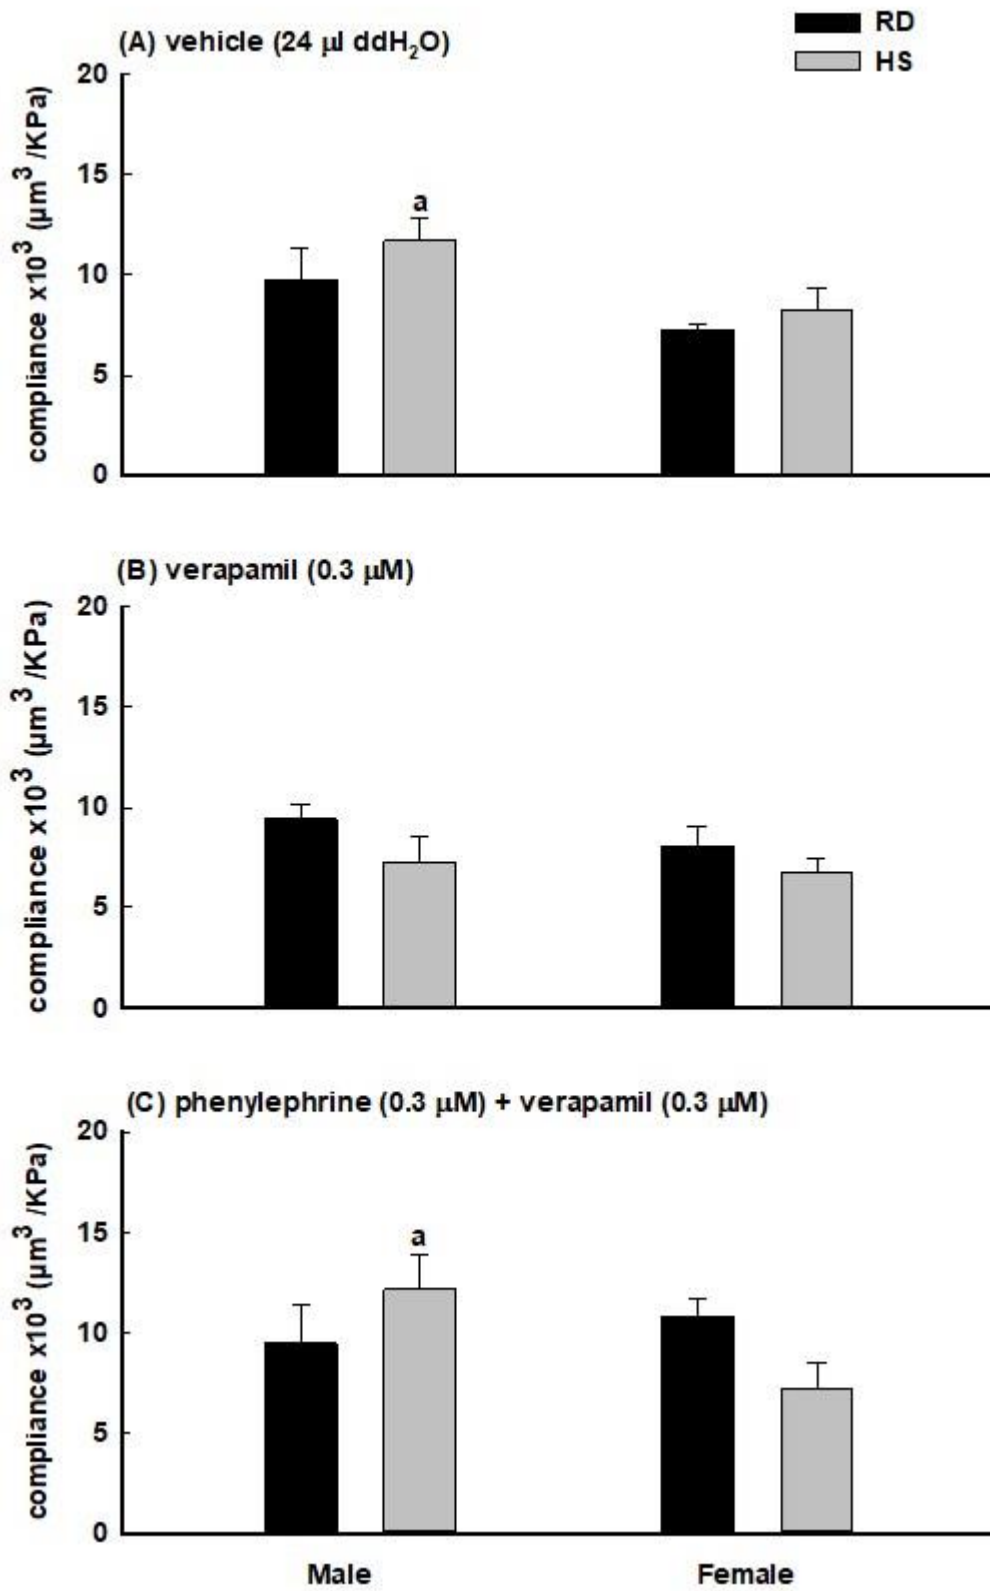 RD
HS
(A) vehicle (24 μl ddH₂O)
compliance x10³ (μm³ /KPa)
20
15
10
5
0
a
(B) verapamil (0.3 μM)
compliance x10³ (μm³ /KPa)
20
15
10
5
0
(C) phenylephrine (0.3 μM) + verapamil (0.3 μM)
compliance x10³ (μm³ /KPa)
20
15
10
5
0
a
Male Female